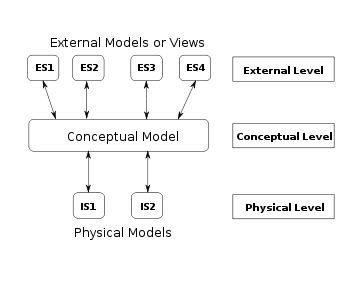 External Models or Views
ES1 ES2 ES3 ES4 External Level
Conceptual Model Conceptual Level
IS1 IS2 Physical Level
Physical Models